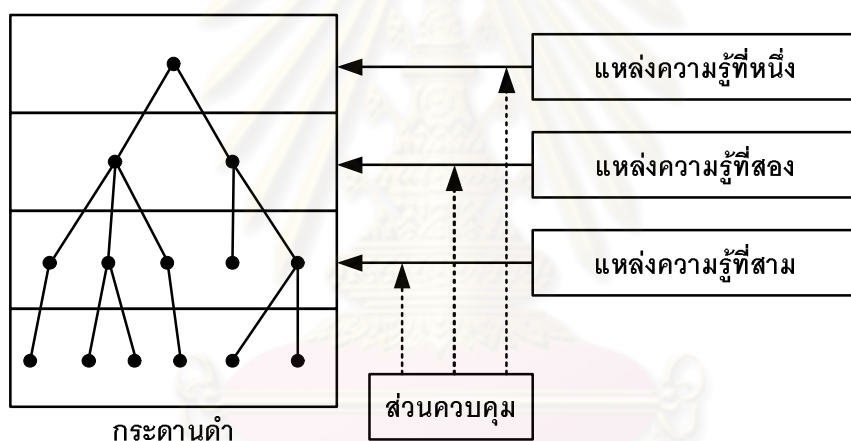 แหล่งความรู้ที่หนึ่ง
แหล่งความรู้ที่สอง
แหล่งความรู้ที่สาม
ส่วนควบคุม
กระดานดำ